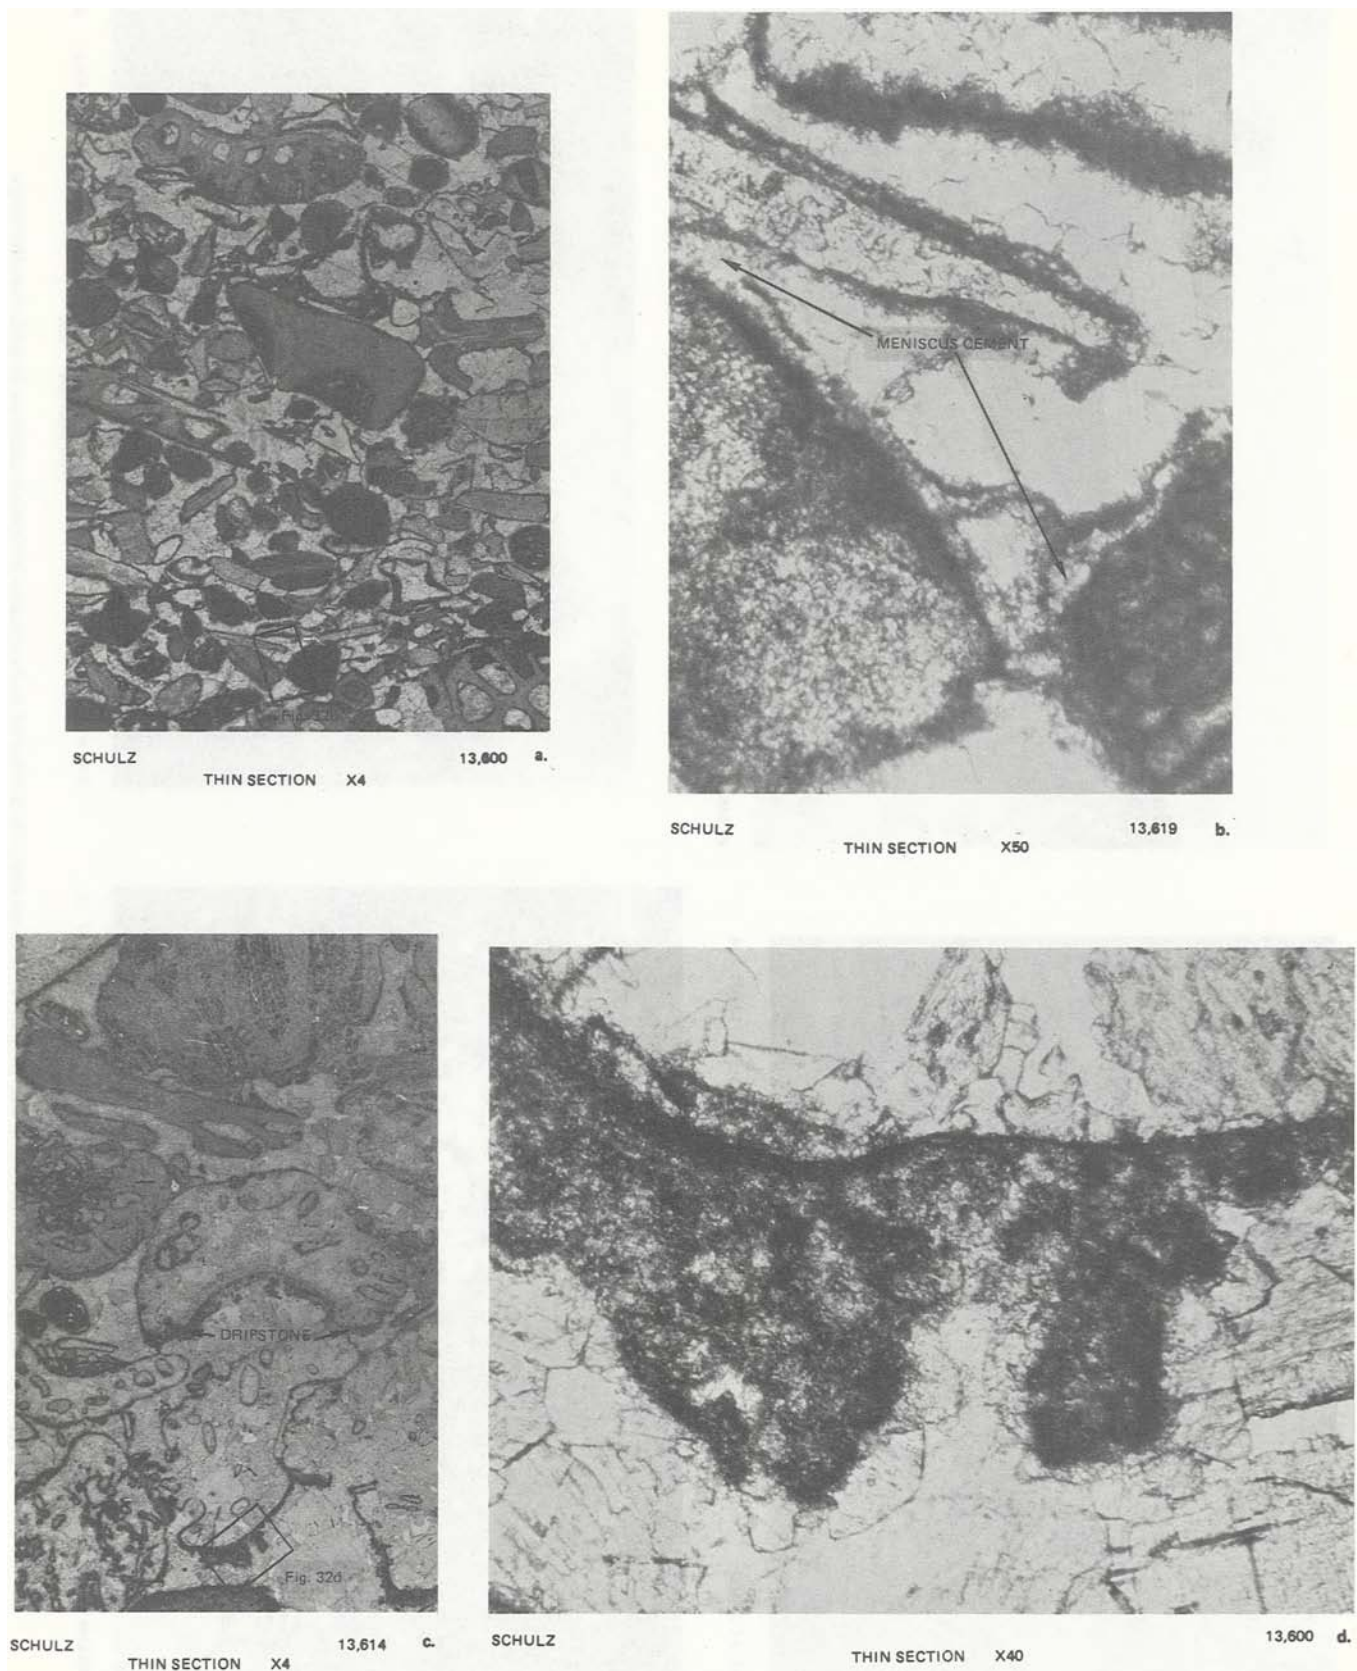 SCHULZ 13,600 a.
THIN SECTION X4
MENISCUS CEMENT
SCHULZ 13,619 b.
THIN SECTION X50
DRIPSTONE
Fig. 32d
SCHULZ 13,614 c.
THIN SECTION X4
SCHULZ 13,600 d.
THIN SECTION X40